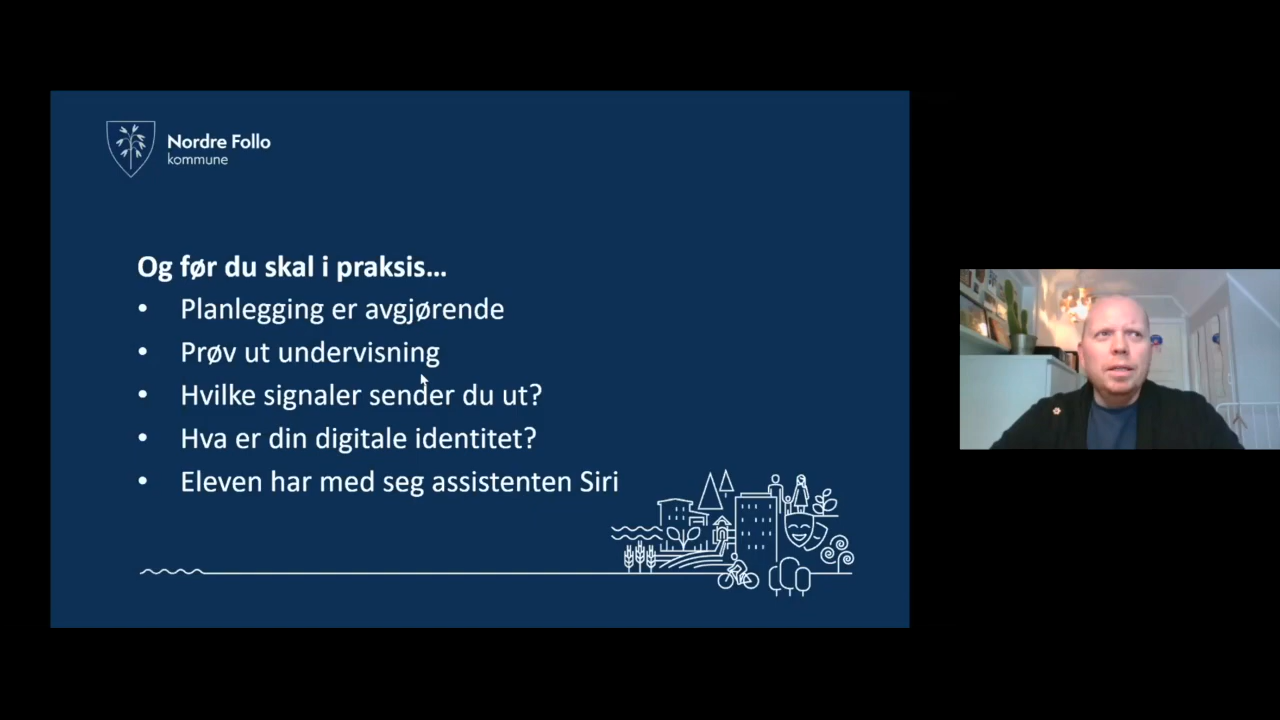 Nordre Follo
kommune
Og før du skal i praksis…
• Planlegging er avgjørende
• Prøv ut undervisning
• Hvilke signaler sender du ut?
• Hva er din digitale identitet?
• Eleven har med seg assistenten Siri